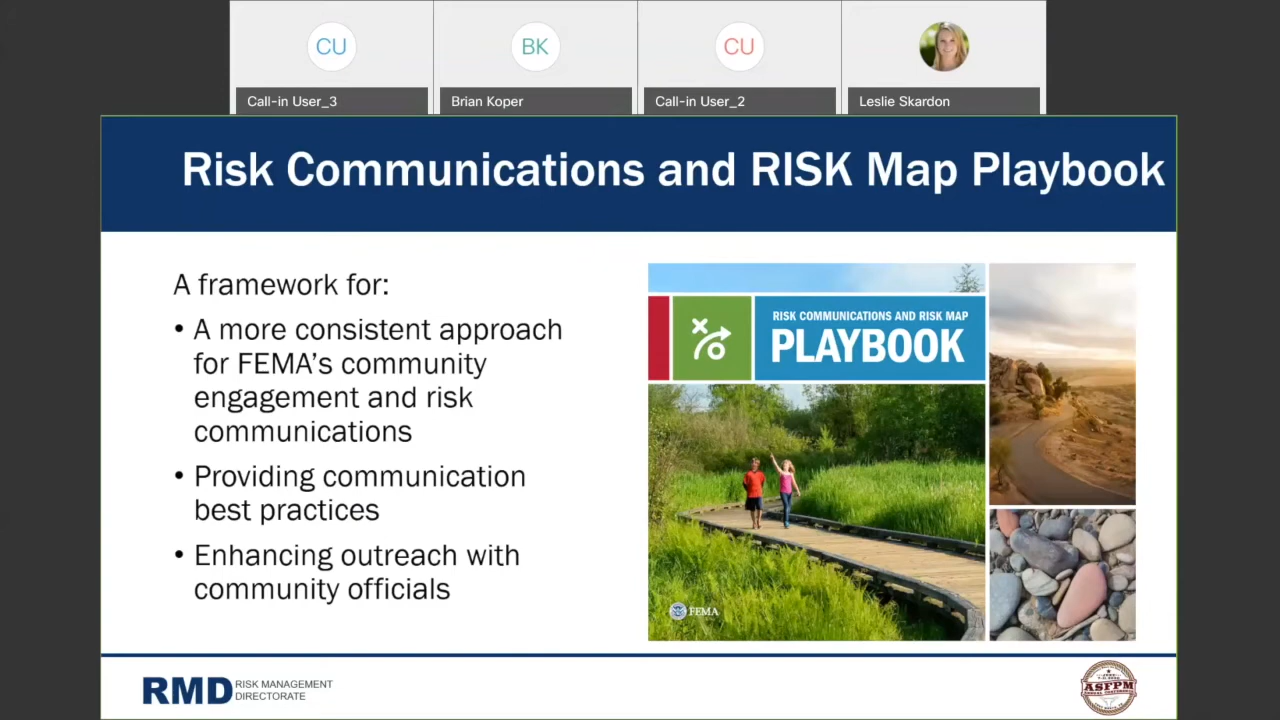 CU
BK
CU
Call-in User_3
Brian Koper
Call-in User_2
Leslie Skardon
Risk Communications and RISK Map Playbook
A framework for:
• A more consistent approach
for FEMA's community
engagement and risk
communications
• Providing communication
best practices
• Enhancing outreach with
community officials
RISK COMMUNICATIONS AND RISK MAP
PLAYBOOK
FEMA
RMD
RISK MANAGEMENT
DIRECTORATE
ASFPM